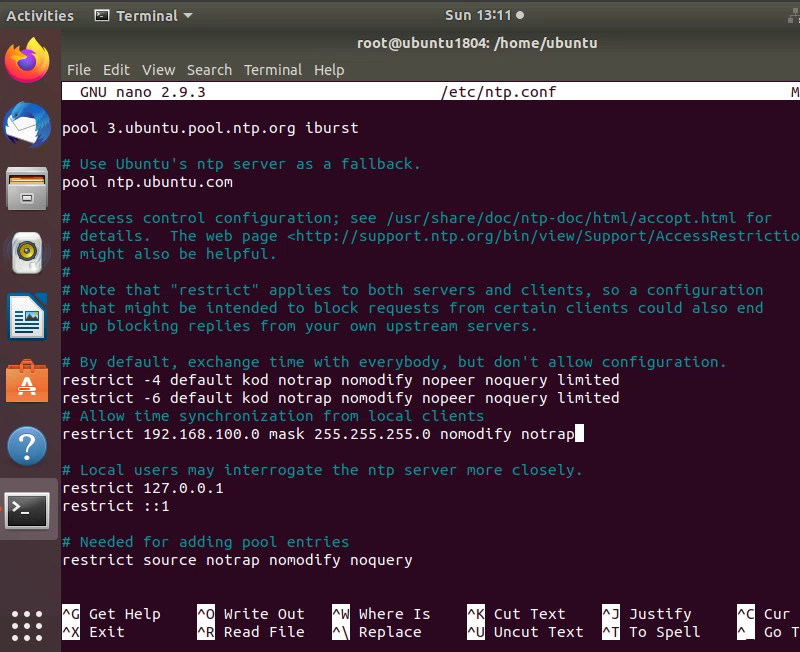 Activities Terminal Sun 13:11
root@ubuntu1804: /home/ubuntu
File Edit View Search Terminal Help
GNU nano 2.9.3 /etc/ntp.conf M
pool 3.ubuntu.pool.ntp.org iburst
# Use Ubuntu's ntp server as a fallback.
pool ntp.ubuntu.com
# Access control configuration; see /usr/share/doc/ntp-doc/html/accopt.html for
# details.  The web page <http://support.ntp.org/bin/view/Support/AccessRestrictio
# might also be helpful.
#
# Note that "restrict" applies to both servers and clients, so a configuration
# that might be intended to block requests from certain clients could also end
# up blocking replies from your own upstream servers.
# By default, exchange time with everybody, but don't allow configuration.
restrict -4 default kod notrap nomodify nopeer noquery limited
restrict -6 default kod notrap nomodify nopeer noquery limited
# Allow time synchronization from local clients
restrict 192.168.100.0 mask 255.255.255.0 nomodify notrap
# Local users may interrogate the ntp server more closely.
restrict 127.0.0.1
restrict ::1
# Needed for adding pool entries
restrict source notrap nomodify noquery
^G Get Help ^O Write Out ^W Where Is ^K Cut Text ^J Justify ^C Cur
^X Exit ^R Read File ^\ Replace ^U Uncut Text ^T To Spell ^_ Go T